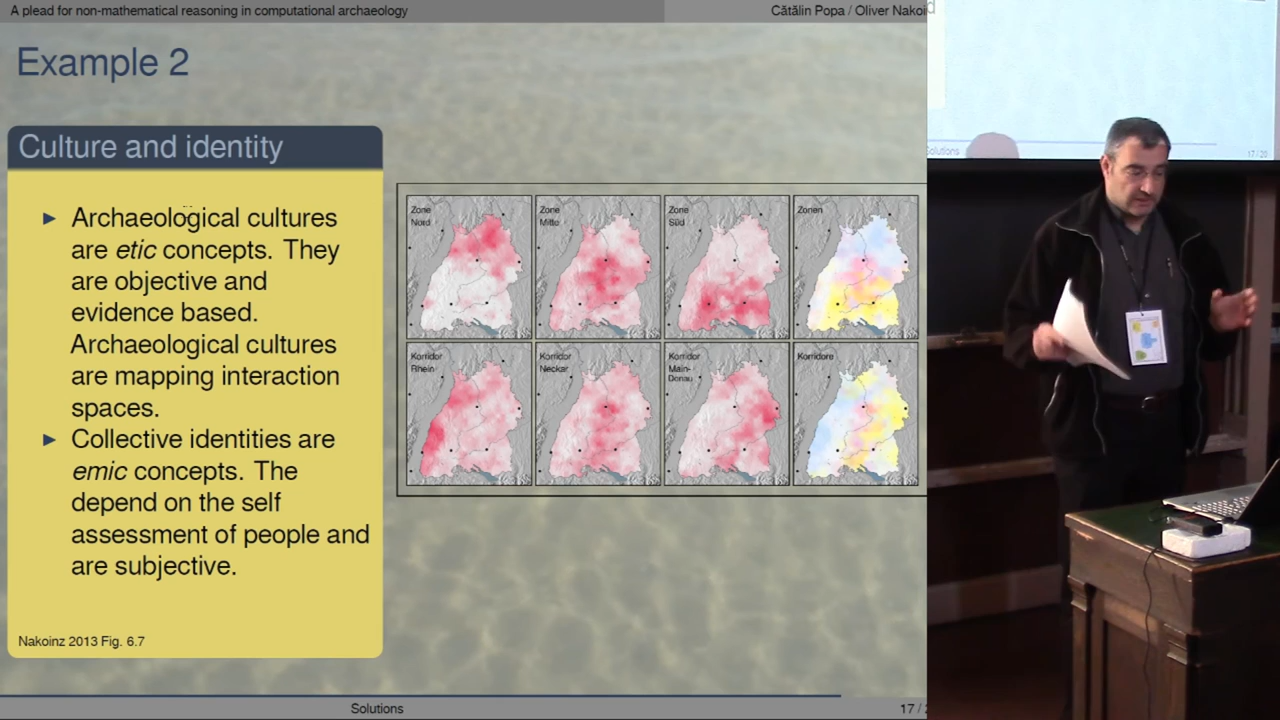 A plead for non-mathematical reasoning in computational archaeology
Cătălin Popa / Oliver Nakoi
Example 2
Culture and identity
► Archaeological cultures
are etic concepts. They
are objective and
evidence based.
Archaeological cultures
are mapping interaction
spaces.
► Collective identities are
emic concepts. The
depend on the self
assessment of people and
are subjective.
Nakoinz 2013 Fig. 6.7
Zone
Nord
Zone
Mitte
Zone
Süd
Zonen
Korridor
Rhein
Korridor
Neckar
Korridor
Main-
Donau
Korridore
Solutions
17 /
Solutions
17 / 20